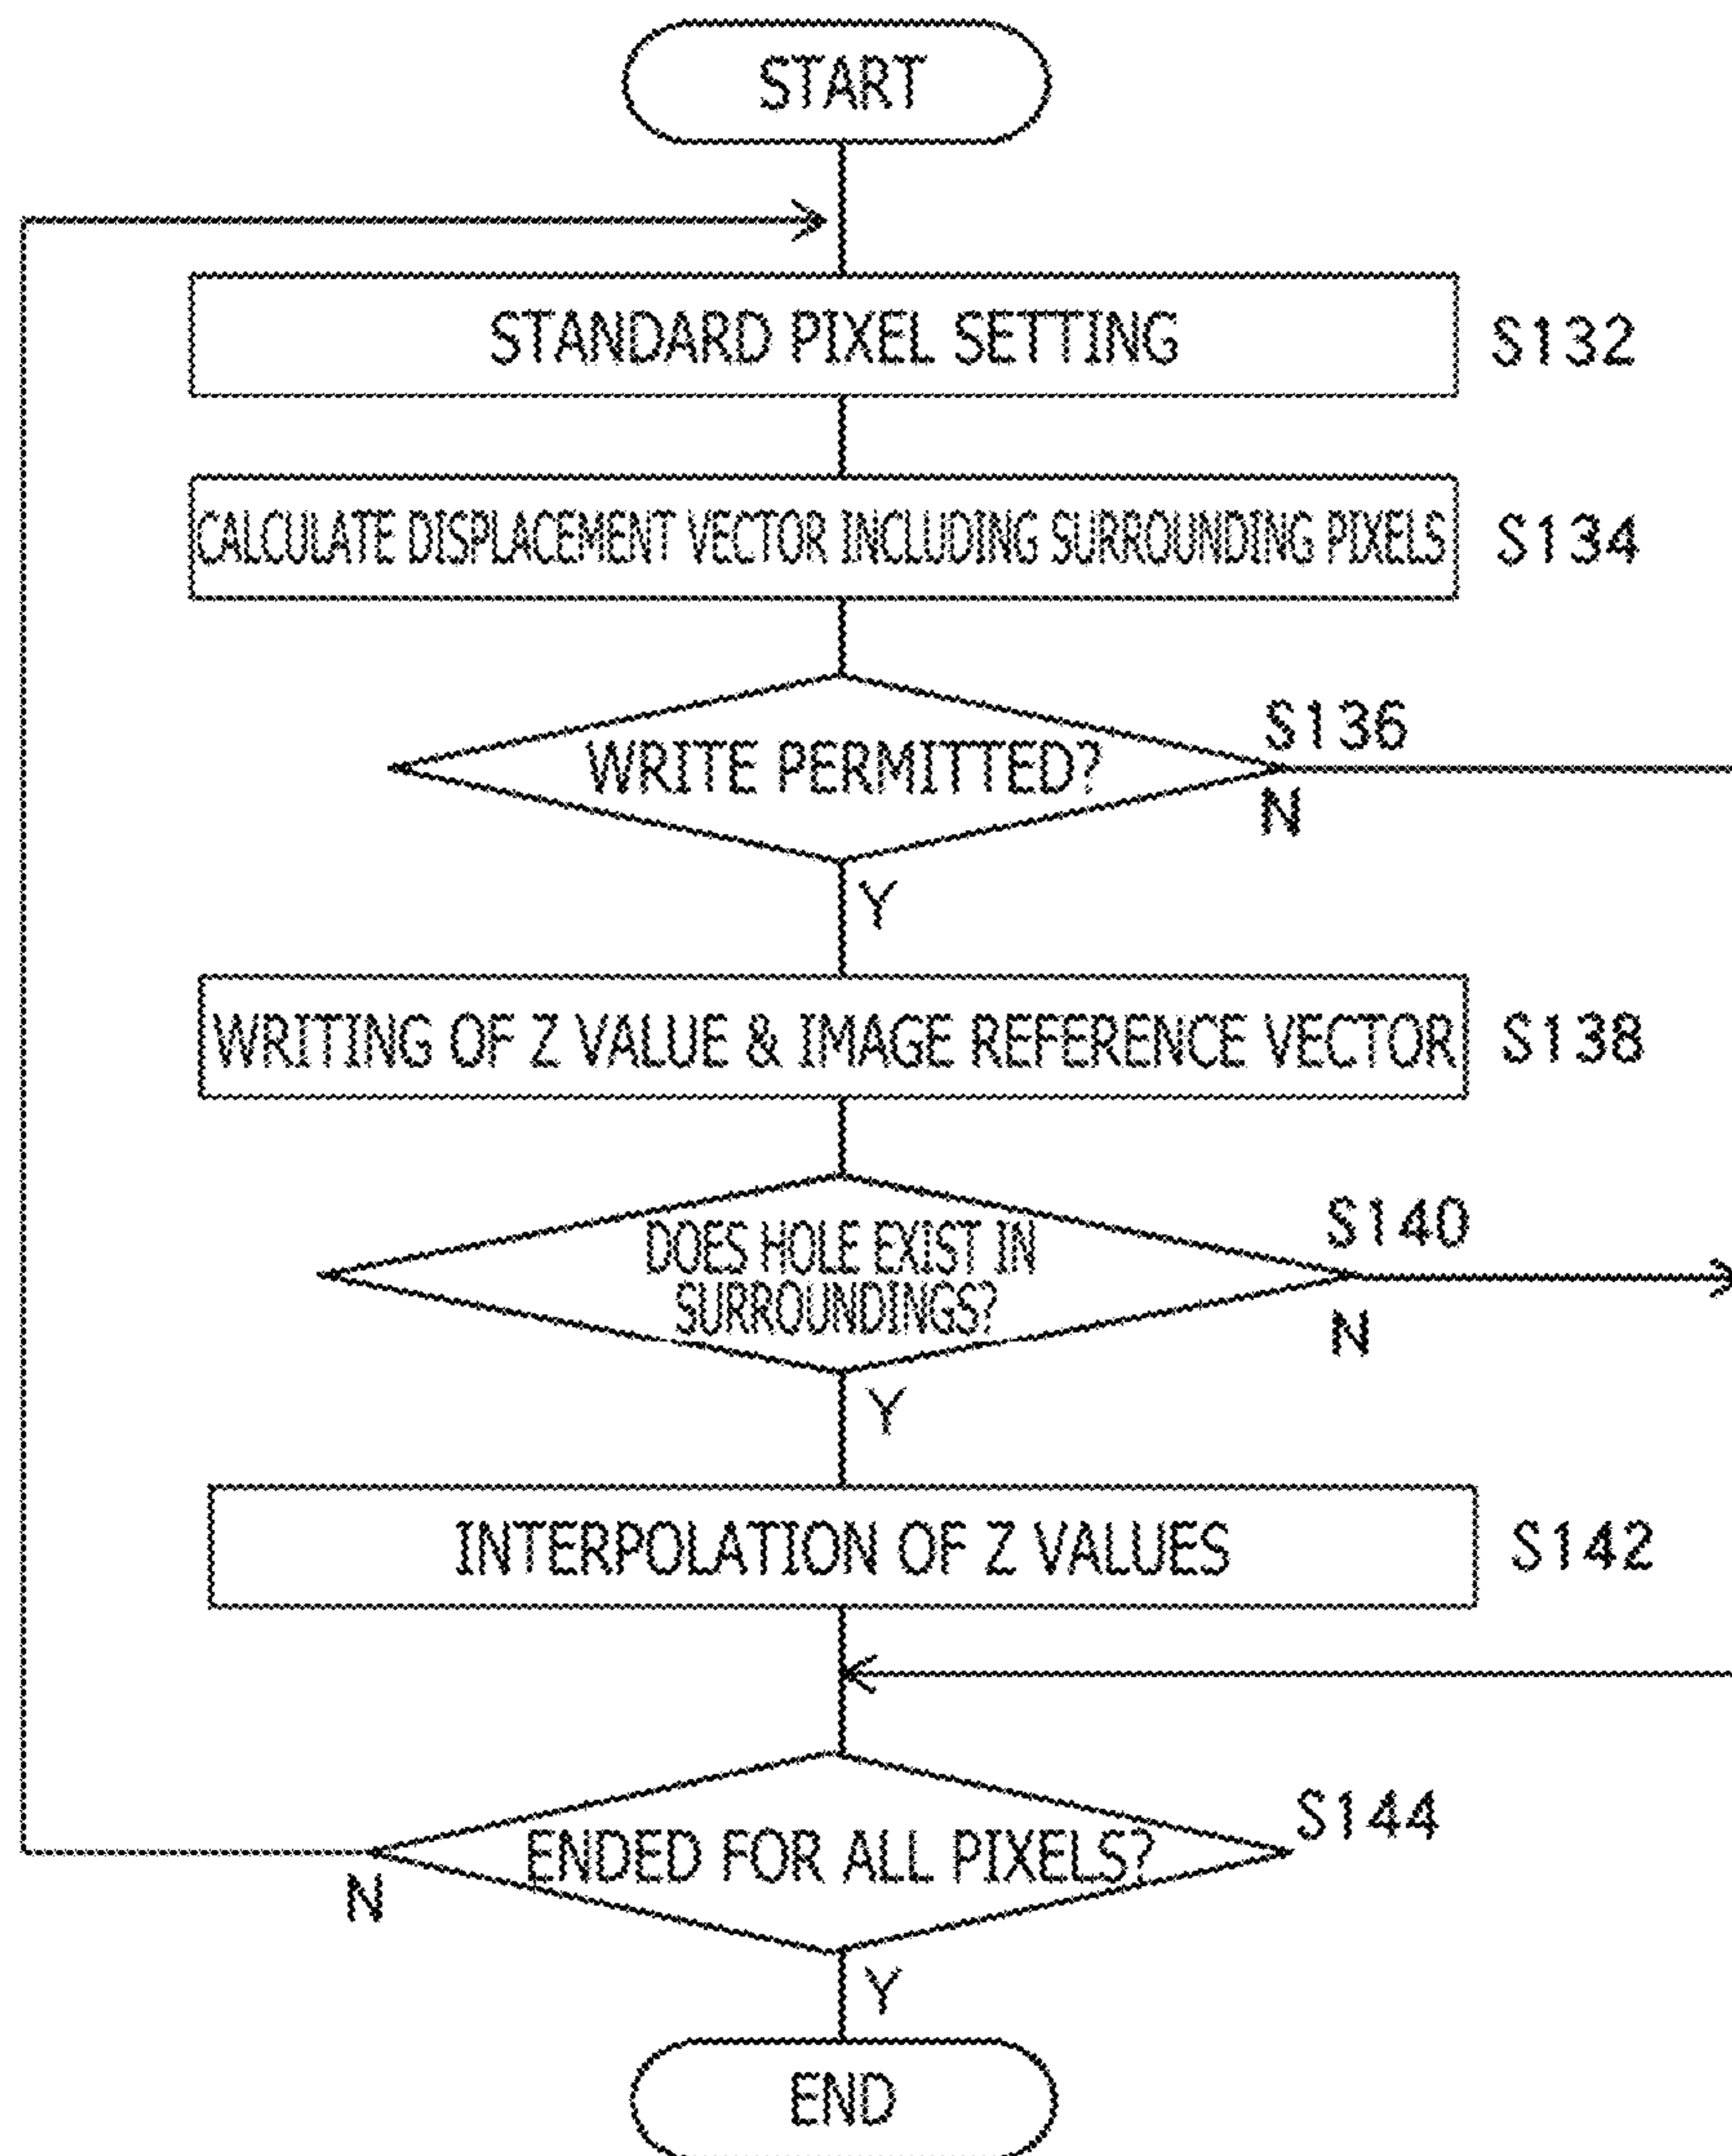 START
STANDARD PIXEL SETTING S132
CALCULATE DISPLACEMENT VECTOR INCLUDING SURROUNDING PIXELS S134
S136
WRITE PERMITTED?
N
Y
WRITING OF Z VALUE & IMAGE REFERENCE VECTOR S138
S140
DOES HOLE EXIST IN
SURROUNDINGS?
N
Y
INTERPOLATION OF Z VALUES S142
S144
ENDED FOR ALL PIXELS?
N
Y
END